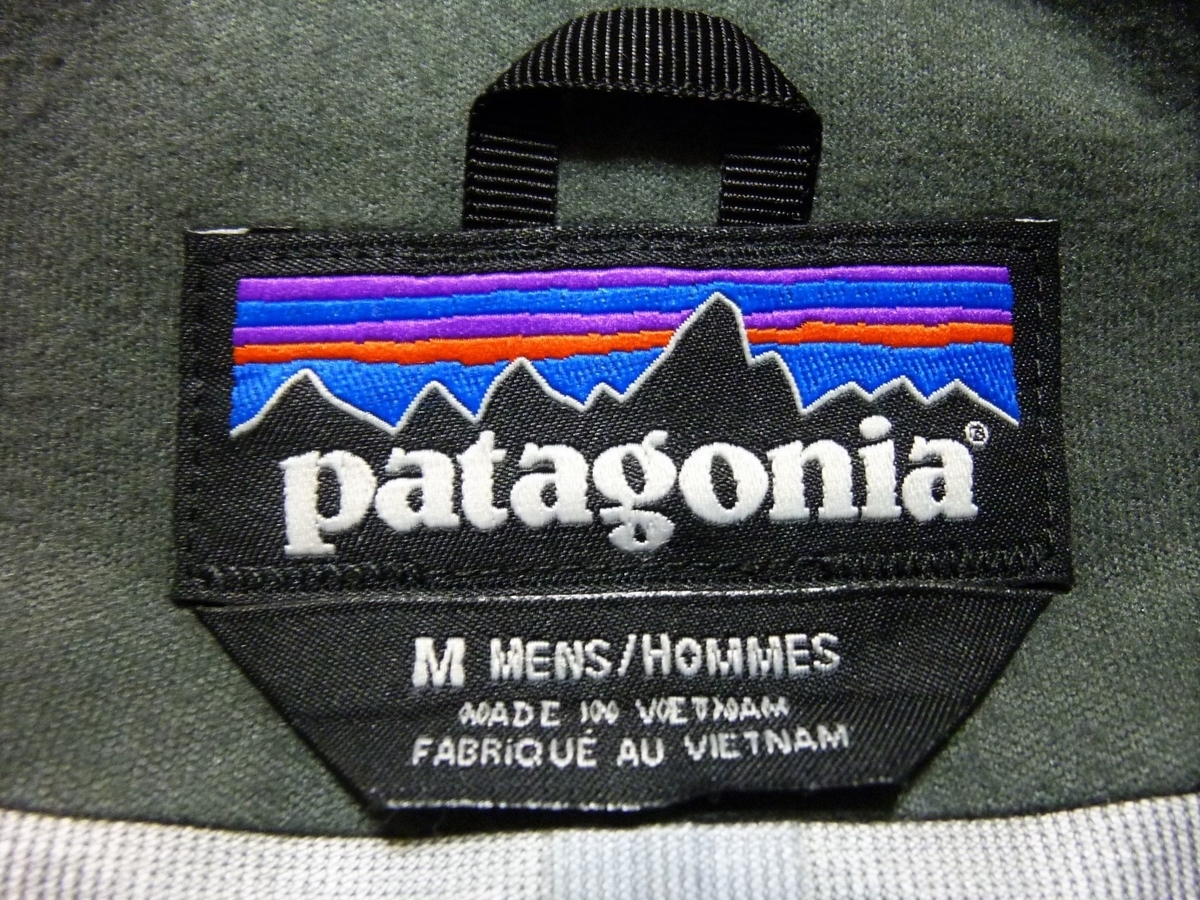 patagonia®
M MENS/HOMMES
MADE IN VIETNAM
FABRIQUÉ AU VIETNAM